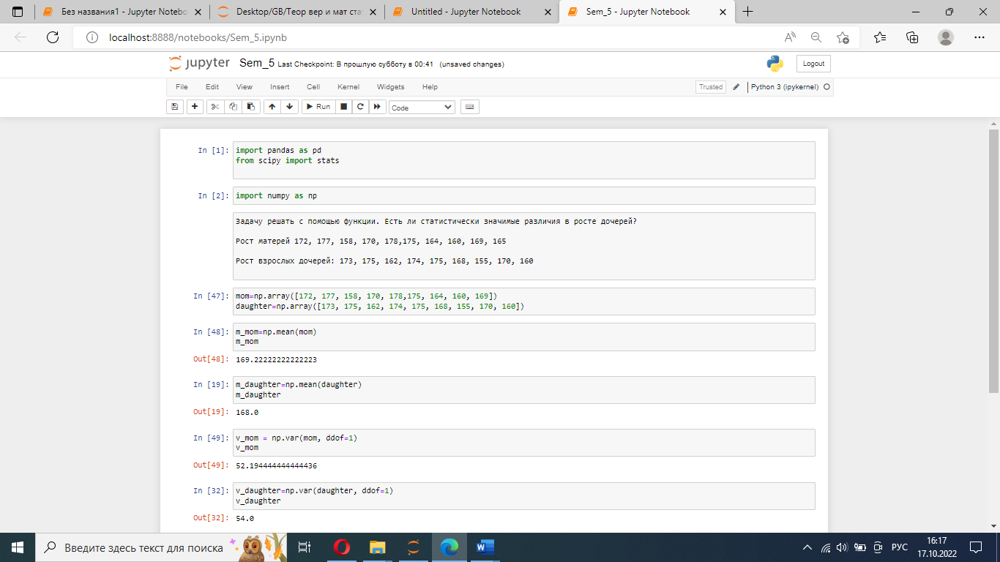 Без названия1 - Jupyter Notebo
Desktop/GB/Теор вер и мат ста
Untitled - Jupyter Notebook
Sem_5 - Jupyter Notebook
localhost:8888/notebooks/Sem_5.ipynb
jupyter Sem_5 Last Checkpoint: В прошлую субботу в 00:41 (unsaved changes)
Logout
File Edit View Insert Cell Kernel Widgets Help
Trusted
Python 3 (ipykernel)
Run
Code
In [1]: import pandas as pd
from scipy import stats
In [2]: import numpy as np
Задачу решать с помощью функции. Есть ли статистически значимые различия в росте дочерей?
Рост матерей 172, 177, 158, 170, 178,175, 164, 160, 169, 165
Рост взрослых дочерей: 173, 175, 162, 174, 175, 168, 155, 170, 160
In [47]: mom=np.array([172, 177, 158, 170, 178,175, 164, 160, 169])
daughter=np.array([173, 175, 162, 174, 175, 168, 155, 170, 160])
In [48]: m_mom=np.mean(mom)
m_mom
Out[48]: 169.22222222222223
In [19]: m_daughter=np.mean(daughter)
m_daughter
Out[19]: 168.0
In [49]: v_mom = np.var(mom, ddof=1)
v_mom
Out[49]: 52.194444444444436
In [32]: v_daughter=np.var(daughter, ddof=1)
v_daughter
Out[32]: 54.0
Введите здесь текст для поиска
РУС
16:17
17.10.2022